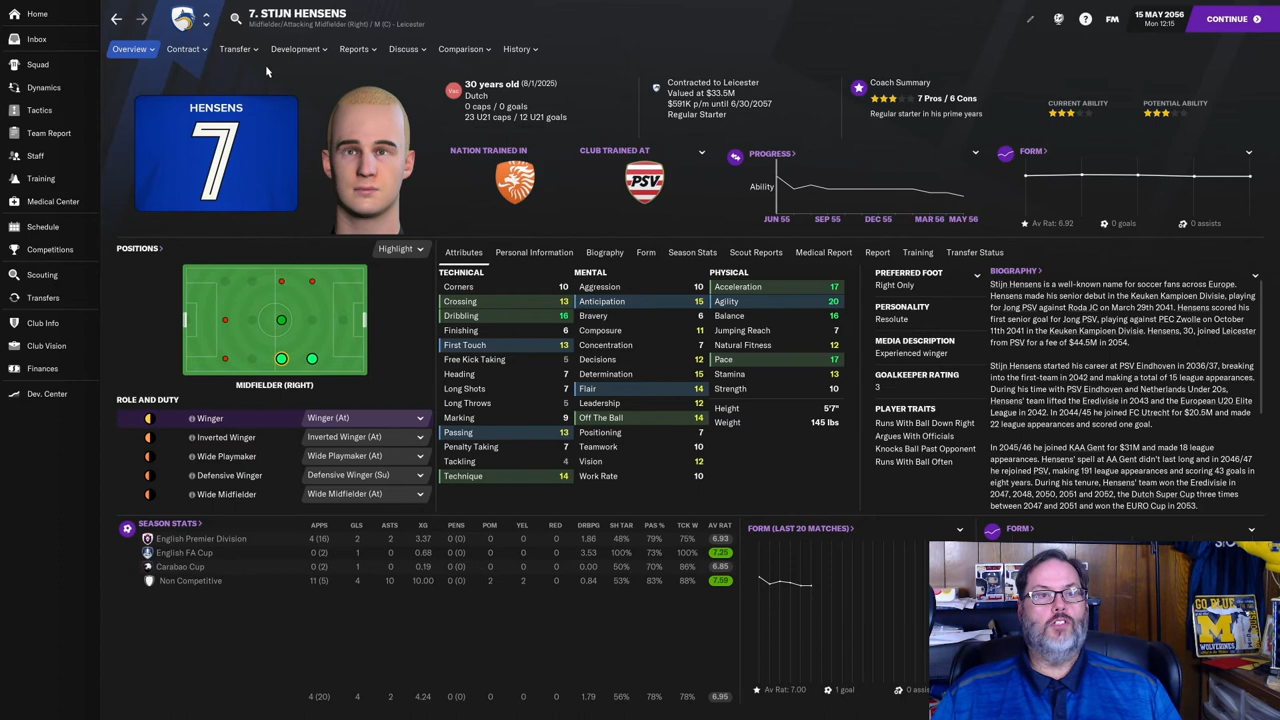 Home
Inbox
Squad
Dynamics
Tactics
Team Report
Staff
Training
Medical Center
Schedule
Competitions
Scouting
Transfers
Club Info
Club Vision
Finances
Dev. Center
7. STIJN HENSENS
Midfielder/Attacking Midfielder (Right) / M (C) - Leicester
FM
15 MAY 2056
MON 12:15
CONTINUE
Overview
Contract
Transfer
Development
Reports
Discuss
Comparison
History
HENSENS
7
Vac
30 years old (8/1/2025)
Dutch
0 caps / 0 goals
23 U21 caps / 12 U21 goals
Contracted to Leicester
Valued at $33.5M
$591K p/m until 6/30/2057
Regular Starter
Coach Summary
7 Pros / 6 Cons
Regular starter in his prime years
CURRENT ABILITY
POTENTIAL ABILITY
NATION TRAINED IN
CLUB TRAINED AT
PSV
PROGRESS
Ability
JUN 55
SEP 55
DEC 55
MAR 56
MAY 56
FORM
Av Rat: 6.92
0 goals
0 assists
POSITIONS
Highlight
MIDFIELDER (RIGHT)
ROLE AND DUTY
Winger Winger (At)
Inverted Winger Inverted Winger (At)
Wide Playmaker Wide Playmaker (At)
Defensive Winger Defensive Winger (Su)
Wide Midfielder Wide Midfielder (At)
Attributes
Personal Information
Biography
Form
Season Stats
Scout Reports
Medical Report
Report
Training
Transfer Status
TECHNICAL
Corners 10
Crossing 13
Dribbling 16
Finishing 6
First Touch 13
Free Kick Taking 5
Heading 7
Long Shots 7
Long Throws 5
Marking 9
Passing 13
Penalty Taking 7
Tackling 4
Technique 14
MENTAL
Aggression 10
Anticipation 15
Bravery 6
Composure 11
Concentration 7
Decisions 12
Determination 15
Flair 14
Leadership 12
Off The Ball 14
Positioning 7
Teamwork 10
Vision 12
Work Rate 10
PHYSICAL
Acceleration 17
Agility 20
Balance 16
Jumping Reach 7
Natural Fitness 12
Pace 17
Stamina 13
Strength 10
Height 5'7"
Weight 145 lbs
PREFERRED FOOT
Right Only
PERSONALITY
Resolute
MEDIA DESCRIPTION
Experienced winger
GOALKEEPER RATING
3
PLAYER TRAITS
Runs With Ball Down Right
Argues With Officials
Knocks Ball Past Opponent
Runs With Ball Often
BIOGRAPHY
Stijn Hensens is a well-known name for soccer fans across Europe.
Hensens made his senior debut in the Keuken Kampioen Divisie, playing
for Jong PSV against Roda JC on March 29th 2041. Hensens scored his
first senior goal for Jong PSV, playing against PEC Zwolle on October
11th 2041 in the Keuken Kampioen Divisie. Hensens, 30, joined Leicester
from PSV for a fee of $44.5M in 2054.
Stijn Hensens started his career at PSV Eindhoven in 2036/37, breaking
into the first-team in 2042 and making a total of 15 league appearances.
During his time with PSV Eindhoven and Netherlands Under 20s,
Hensens' team lifted the Eredivisie in 2043 and the European U20 Elite
League in 2042. In 2044/45 he joined FC Utrecht for $20.5M and made
22 league appearances and scored one goal.
In 2045/46 he joined KAA Gent for $31M and made 18 league
appearances. Hensens' spell at AA Gent didn't last long and in 2046/47
he rejoined PSV, making 191 league appearances and scoring 43 goals in
eight years. During his tenure, Hensens' team won the Eredivisie in
2047, 2048, 2050, 2051 and 2052, the Dutch Super Cup three times
between 2047 and 2051 and won the EURO Cup in 2053.
SEASON STATS
APPS GLS ASTS XG PENS POM YEL RED DRBPG SH TAR PAS % TCK W AV RAT
English Premier Division 4 (16) 2 2 3.37 0 (0) 0 0 0 1.86 48% 79% 75% 6.93
English FA Cup 0 (2) 1 0 0.68 0 (0) 0 0 0 3.53 100% 73% 100% 7.25
Carabao Cup 0 (2) 1 0 0.19 0 (0) 0 0 0 0.00 50% 70% 86% 6.85
Non Competitive 11 (5) 4 10 10.00 0 (0) 2 2 0 0.84 53% 83% 88% 7.59
4 (20) 4 2 4.24 0 (0) 0 0 0 1.79 56% 78% 75% 6.95
FORM (LAST 20 MATCHES)
Av Rat: 7.00
1 goal
0 assis
FORM
GO BLUE
M
WOLVERINES